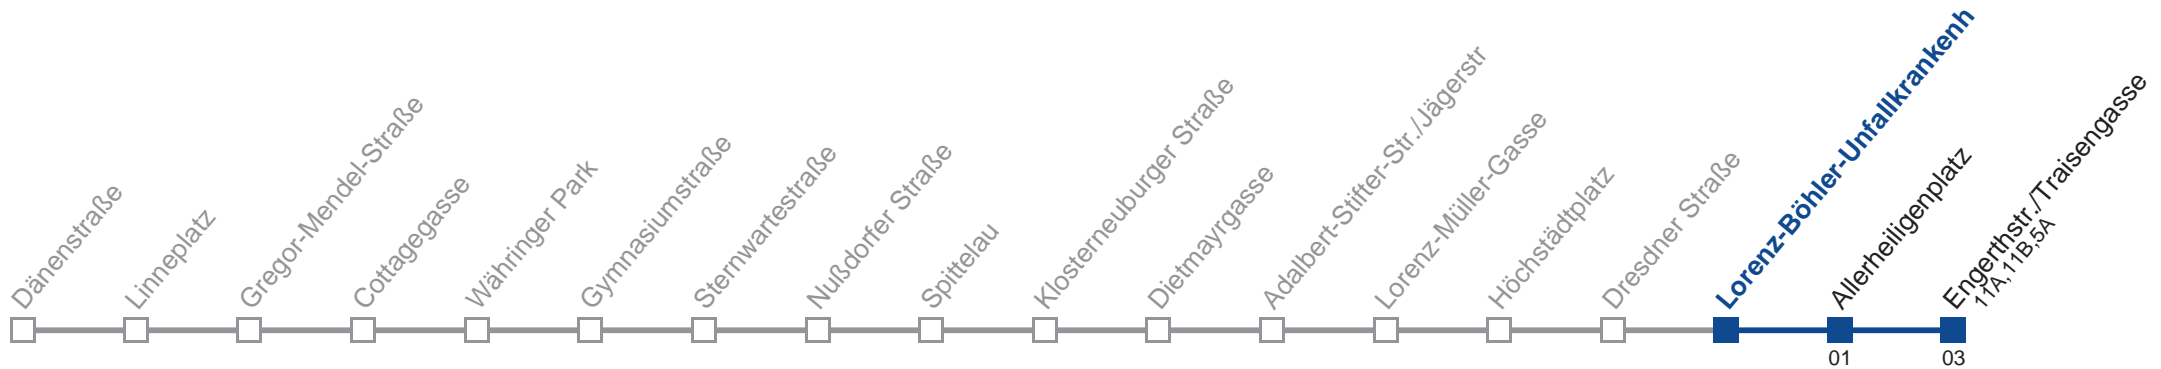 Dänenstraße
Linneplatz
Gregor-Mendel-Straße
Cottagegasse
Währinger Park
Gymnasiumstraße
Sternwartestraße
Nußdorfer Straße
Spittelau
Klosterneuburger Straße
Dietmayrgasse
Adalbert-Stifter-Str./Jägerstr
Lorenz-Müller-Gasse
Höchstädtplatz
Dresdner Straße
Lorenz-Böhler-Unfallkrankenh
Allerheiligenplatz
Engerthstr./Traisengasse
11A,11B,5A
01
03